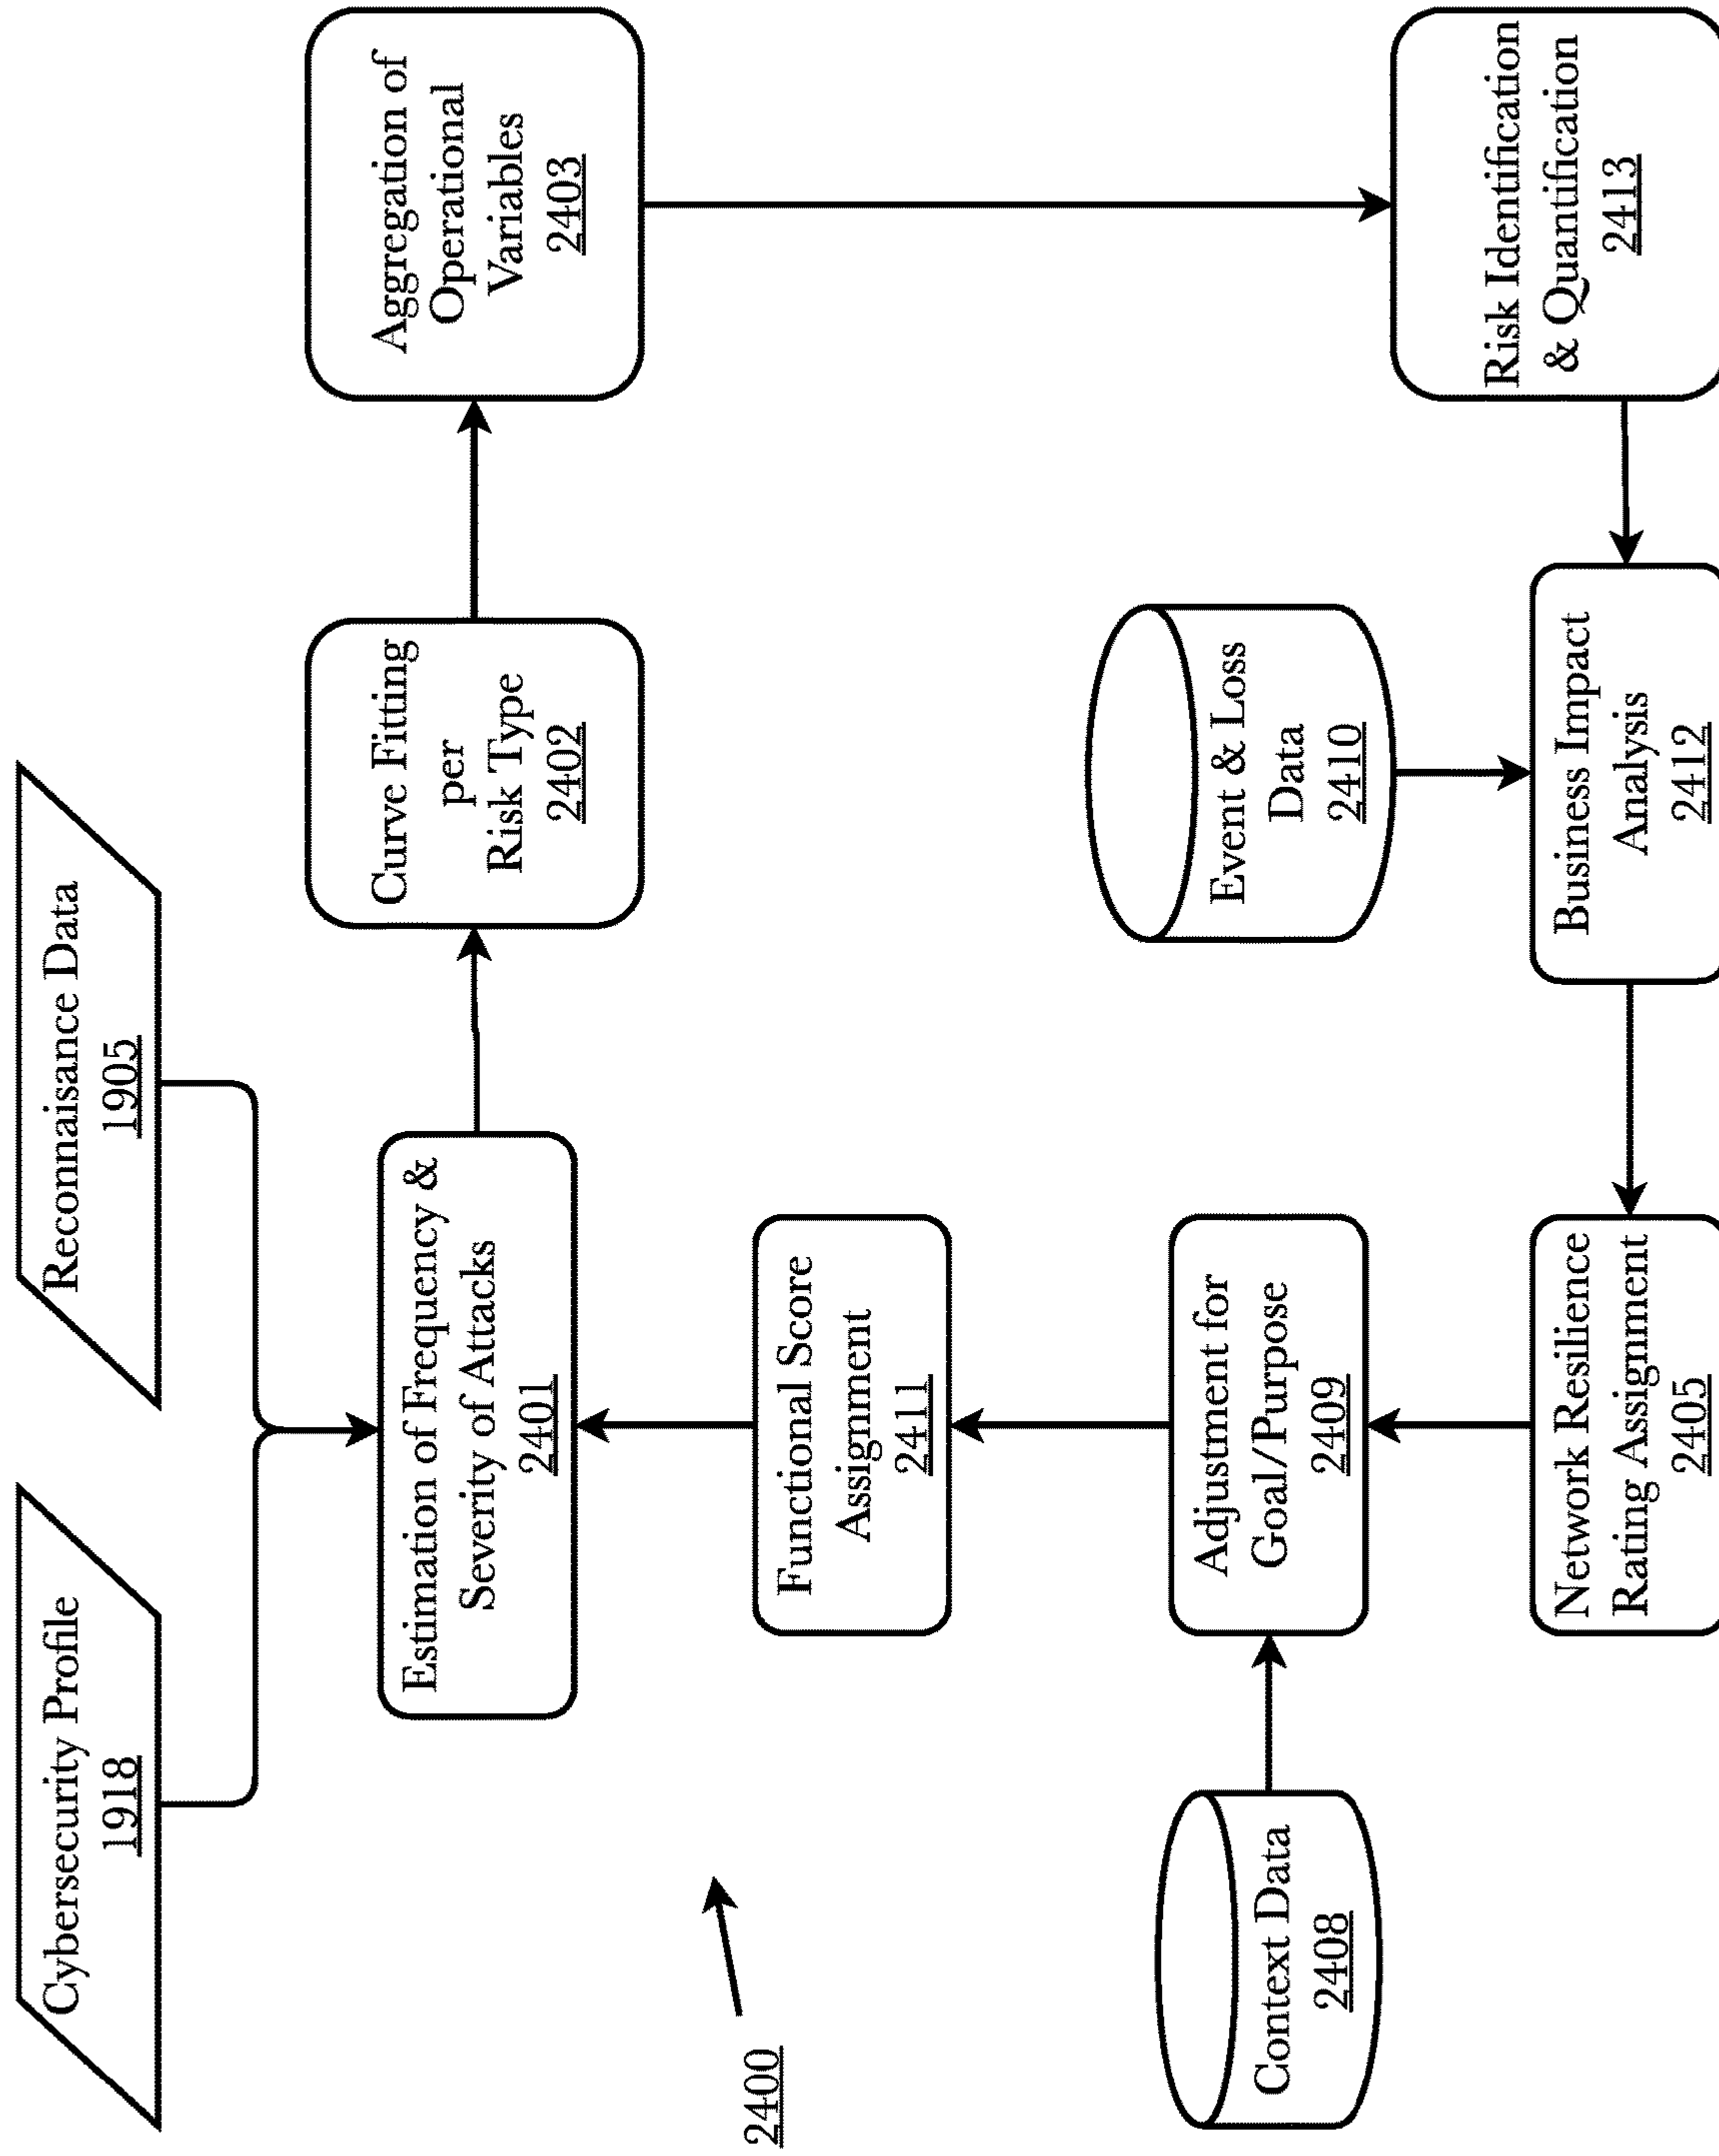 Cybersecurity Profile
1918
Reconnaisance Data
1905
Estimation of Frequency &
Severity of Attacks
2401
Curve Fitting
per
Risk Type
2402
Aggregation of
Operational
Variables
2403
2400
Functional Score
Assignment
2411
Context Data
2408
Adjustment for
Goal/Purpose
2409
Event & Loss
Data
2410
Network Resilience
Rating Assignment
2405
Business Impact
Analysis
2412
Risk Identification
& Quantification
2413